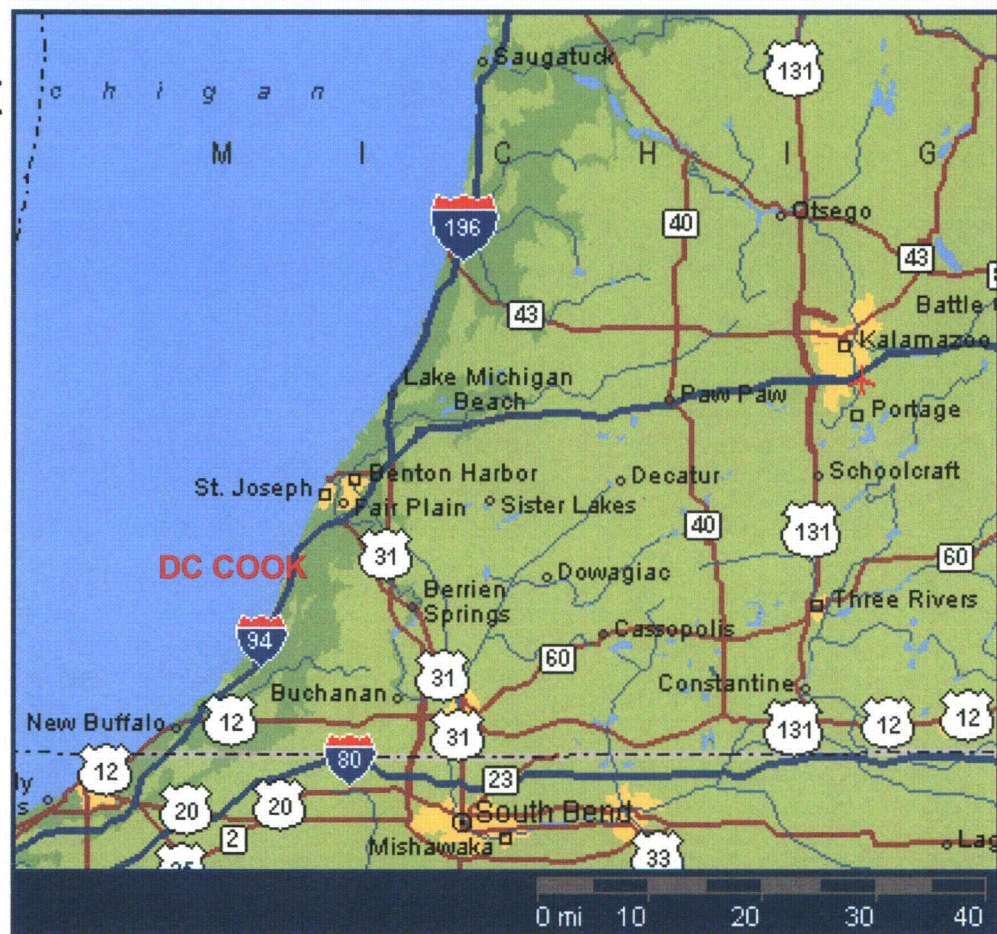 Saugatuck
131
c h i g a n
M I C H I G
196
40
Otsego
43
43
Battle
Kalamazoo
Lake Michigan
Beach
Paw Paw
Portage
Benton Harbor
St. Joseph
Fair Plain
Sister Lakes
Decatur
Schoolcraft
40
131
31
60
DC COOK
Dowagiac
Berrien
Springs
Three Rivers
94
Cassopolis
60
31
Buchanan
Constantine
New Buffalo
12
31
131
12
12
12
80
23
20
20
South Bend
2
Mishawaka
33
Lag
0 mi 10 20 30 40